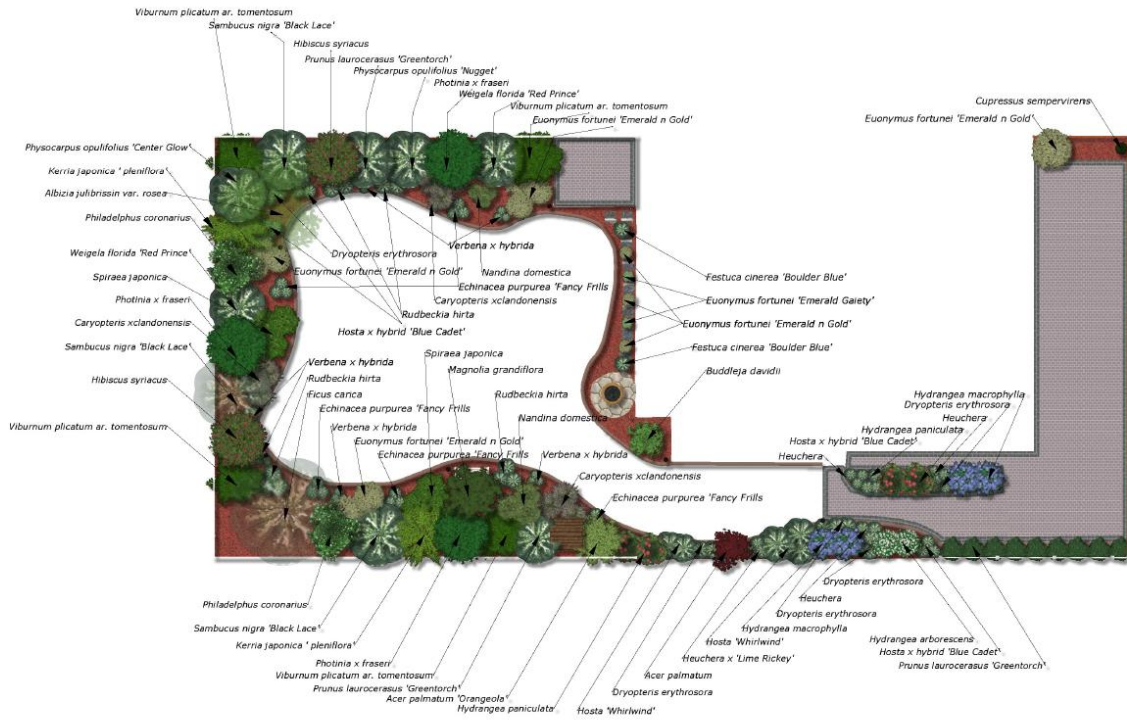 Viburnum plicatum ar. tomentosum
Sambucus nigra 'Black Lace'
Hibiscus syriacus
Prunus laurocerasus 'Greentorch'
Physocarpus opulifolius 'Nugget'
Photinia x fraseri
Weigela florida 'Red Prince'
Viburnum plicatum ar. tomentosum
Euonymus fortunei 'Emerald n Gold'
Cupressus sempervirens
Euonymus fortunei 'Emerald n Gold'
Physocarpus opulifolius 'Center Glow'
Kerria japonica ' pleniflora'
Albizia julibrissin var. rosea
Philadelphus coronarius
Weigela florida 'Red Prince'
Spiraea japonica
Photinia x fraseri
Caryopteris xclandonensis
Sambucus nigra 'Black Lace'
Hibiscus syriacus
Viburnum plicatum ar. tomentosum
Verbena x hybrida
Dryopteris erythrosora
Euonymus fortunei 'Emerald n Gold'
Nandina domestica
Echinacea purpurea 'Fancy Frills
Caryopteris xclandonensis
Rudbeckia hirta
Hosta x hybrid 'Blue Cadet'
Festuca cinerea 'Boulder Blue'
Euonymus fortunei 'Emerald Gaiety'
Euonymus fortunei 'Emerald n Gold'
Festuca cinerea 'Boulder Blue'
Buddleja davidii
Spiraea japonica
Verbena x hybrida
Magnolia grandiflora
Rudbeckia hirta
Ficus carica
Rudbeckia hirta
Echinacea purpurea 'Fancy Frills
Nandina domestica
Verbena x hybrida
Euonymus fortunei 'Emerald n Gold'
Echinacea purpurea 'Fancy Frills
Verbena x hybrida
Caryopteris xclandonensis
Echinacea purpurea 'Fancy Frills
Hydrangea macrophylla
Dryopteris erythrosora
Heuchera
Hydrangea paniculata
Hosta x hybrid 'Blue Cadet'
Heuchera
Philadelphus coronarius
Sambucus nigra 'Black Lace'
Kerria japonica ' pleniflora'
Photinia x fraseri
Viburnum plicatum ar. tomentosum
Prunus laurocerasus 'Greentorch'
Acer palmatum 'Orangeola'
Hydrangea paniculata
Hosta 'Whirlwind'
Dryopteris erythrosora
Acer palmatum
Heuchera x 'Lime Rickey'
Hosta 'Whirlwind'
Hydrangea macrophylla
Dryopteris erythrosora
Heuchera
Dryopteris erythrosora
Hydrangea arborescens
Hosta x hybrid 'Blue Cadet'
Prunus laurocerasus 'Greentorch'